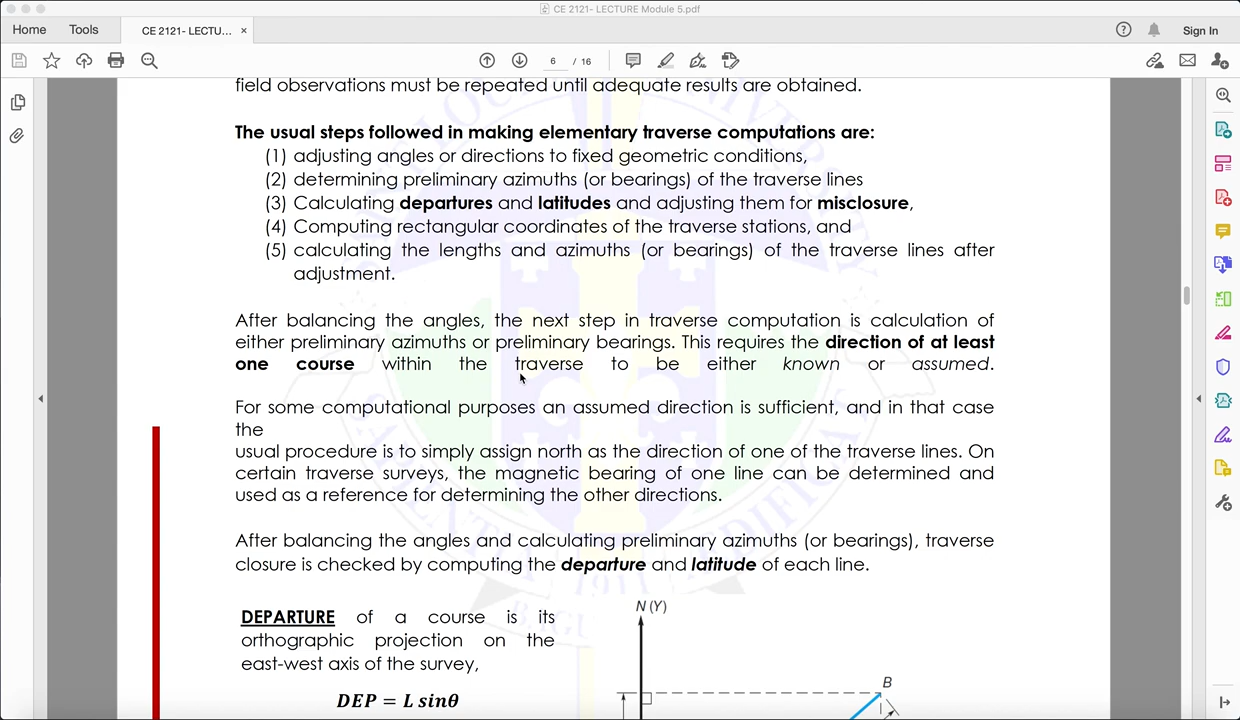 CE 2121- LECTURE Module 5.pdf
Home
Tools
CE 2121- LECTU...
Sign In
6 / 16
field observations must be repeated until adequate results are obtained.
The usual steps followed in making elementary traverse computations are:
(1) adjusting angles or directions to fixed geometric conditions,
(2) determining preliminary azimuths (or bearings) of the traverse lines
(3) Calculating departures and latitudes and adjusting them for misclosure,
(4) Computing rectangular coordinates of the traverse stations, and
(5) calculating the lengths and azimuths (or bearings) of the traverse lines after
adjustment.
After balancing the angles, the next step in traverse computation is calculation of
either preliminary azimuths or preliminary bearings. This requires the direction of at least
one course within the traverse to be either known or assumed.
For some computational purposes an assumed direction is sufficient, and in that case
the
usual procedure is to simply assign north as the direction of one of the traverse lines. On
certain traverse surveys, the magnetic bearing of one line can be determined and
used as a reference for determining the other directions.
After balancing the angles and calculating preliminary azimuths (or bearings), traverse
closure is checked by computing the departure and latitude of each line.
DEPARTURE of a course is its
orthographic projection on the
east-west axis of the survey,
DEP = L sinθ
N (Y)
B